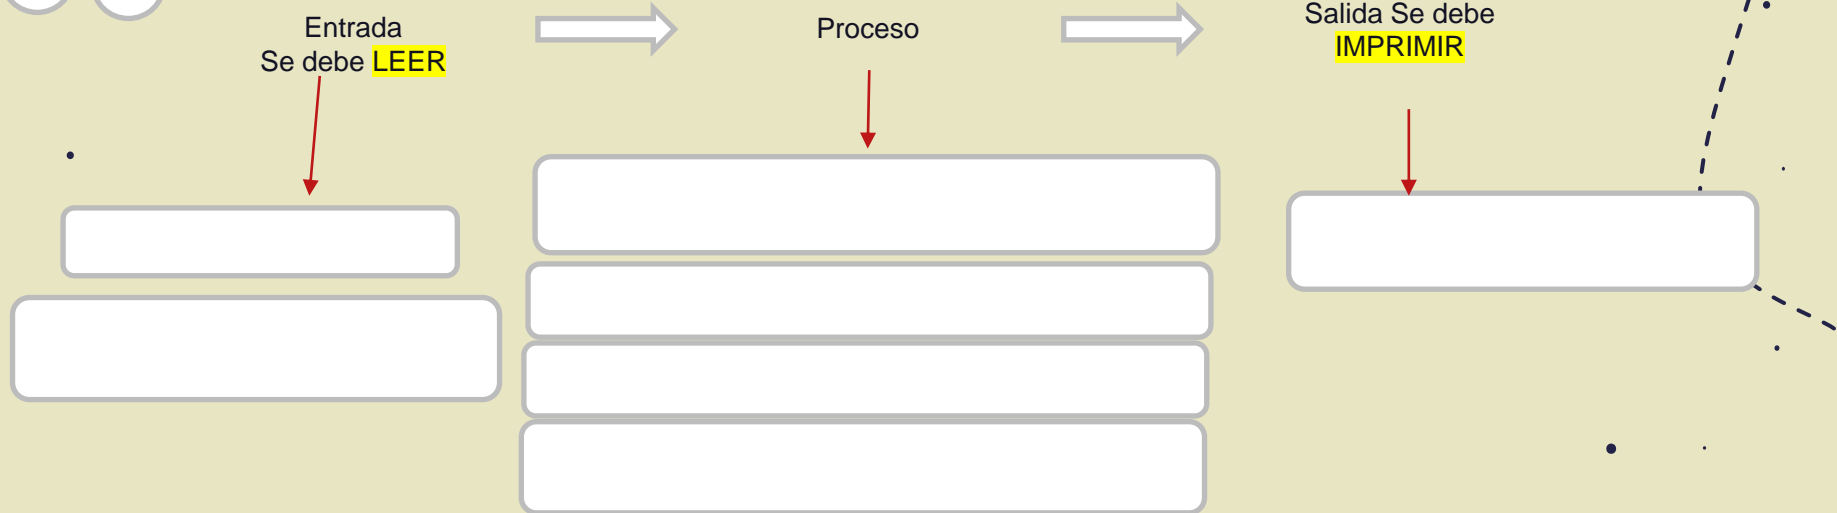 Entrada
Se debe LEER
Proceso
Salida Se debe
IMPRIMIR